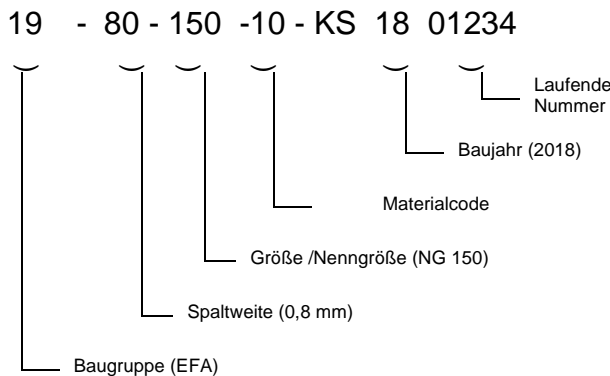 19 - 80 - 150 -10 - KS 18 01234
Laufende
Nummer
Baujahr (2018)
Materialcode
Größe /Nenngröße (NG 150)
Spaltweite (0,8 mm)
Baugruppe (EFA)